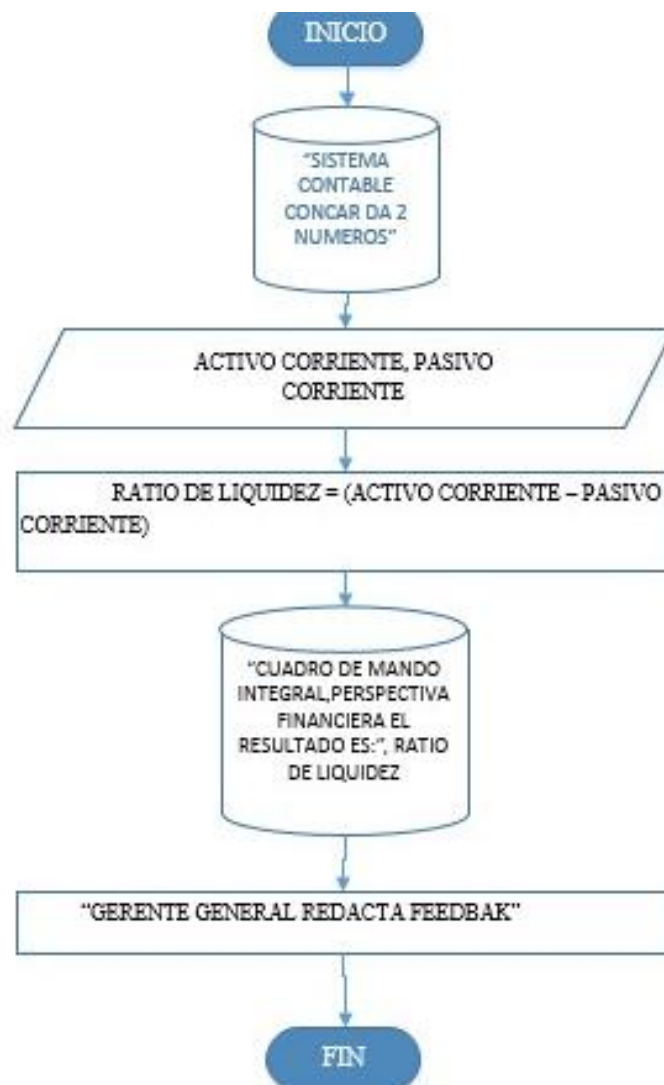 INICIO
“SISTEMA
CONTABLE
CONCAR DA 2
NUMEROS”
ACTIVO CORRIENTE, PASIVO
CORRIENTE
RATIO DE LIQUIDEZ = (ACTIVO CORRIENTE – PASIVO
CORRIENTE)
“CUADRO DE MANDO
INTEGRAL,PERSPECTIVA
FINANCIERA EL
RESULTADO ES:”, RATIO
DE LIQUIDEZ
“GERENTE GENERAL REDACTA FEEDBAK”
FIN